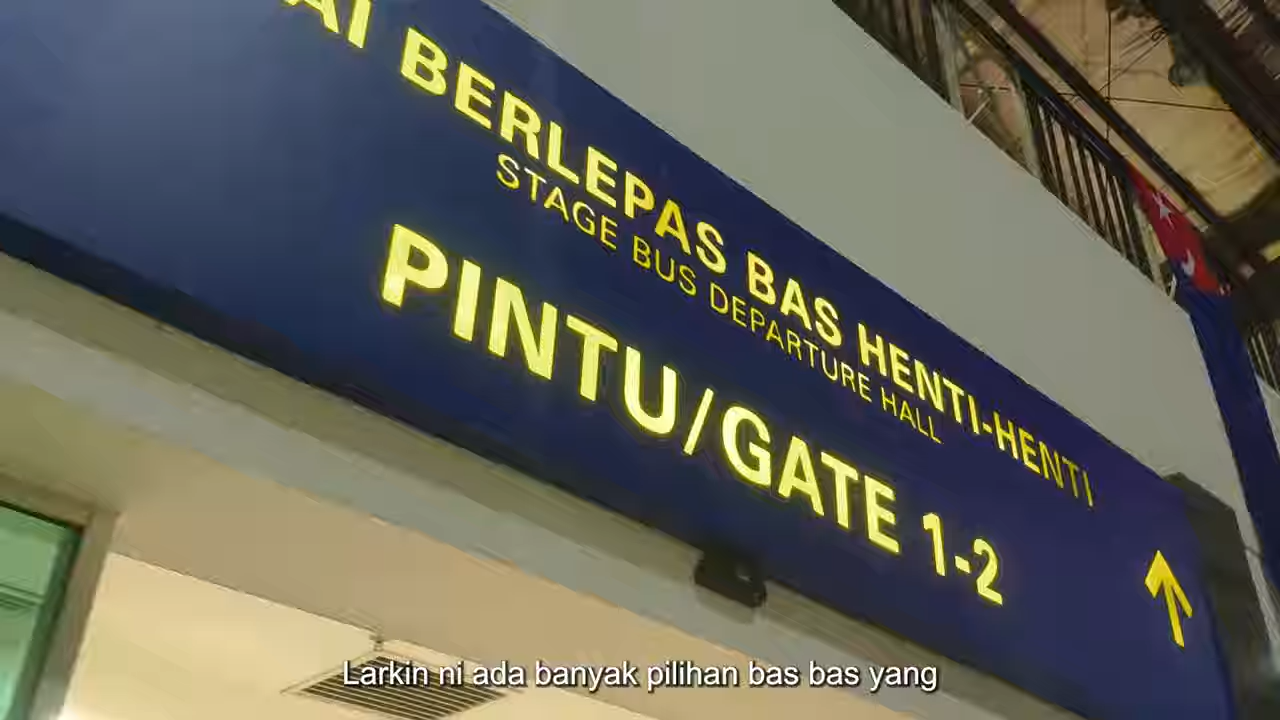 BERLEPAS BAS HENTI-HENTI
STAGE BUS DEPARTURE HALL
PINTU/GATE 1-2
Larkin ni ada banyak pilihan bas bas yang